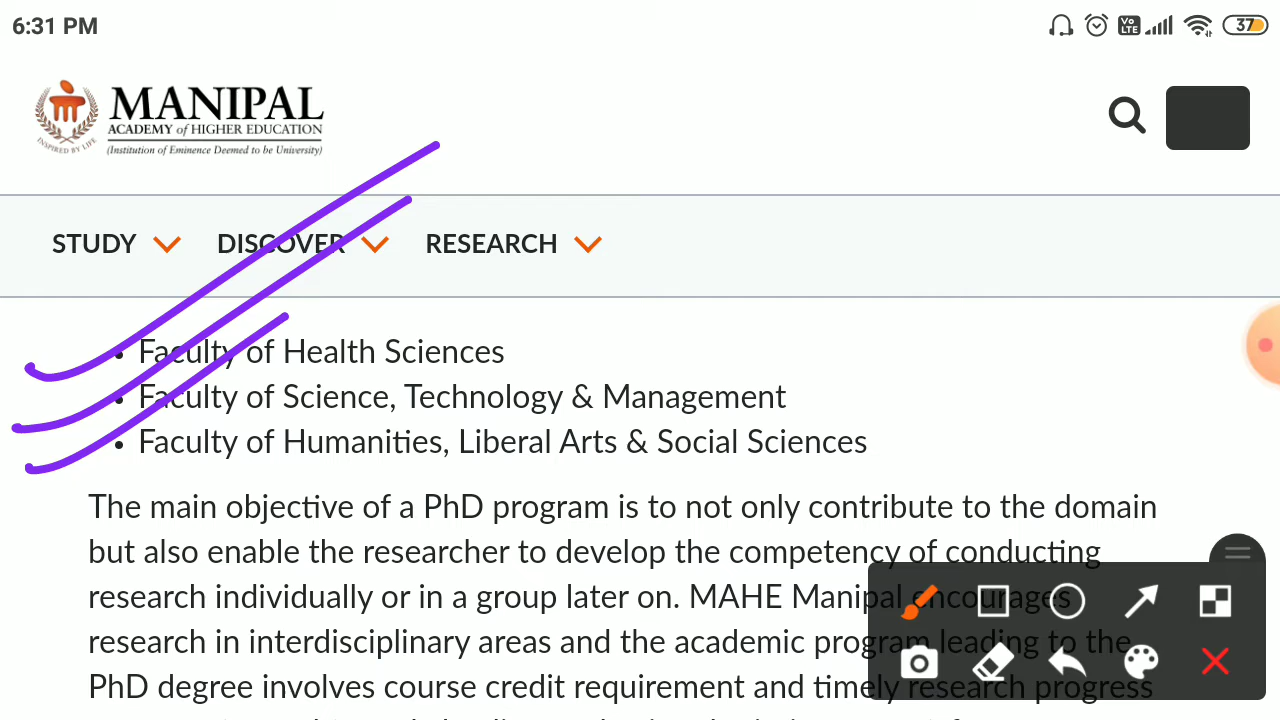 6:31 PM
Vo LTE
37
MANIPAL
ACADEMY of HIGHER EDUCATION
(Institution of Eminence Deemed to be University)
INSPIRED BY LIFE
STUDY DISCOVER RESEARCH
• Faculty of Health Sciences
• Faculty of Science, Technology & Management
• Faculty of Humanities, Liberal Arts & Social Sciences
The main objective of a PhD program is to not only contribute to the domain
but also enable the researcher to develop the competency of conducting
research individually or in a group later on. MAHE Manipal encourages
research in interdisciplinary areas and the academic program leading to the
PhD degree involves course credit requirement and timely research progress